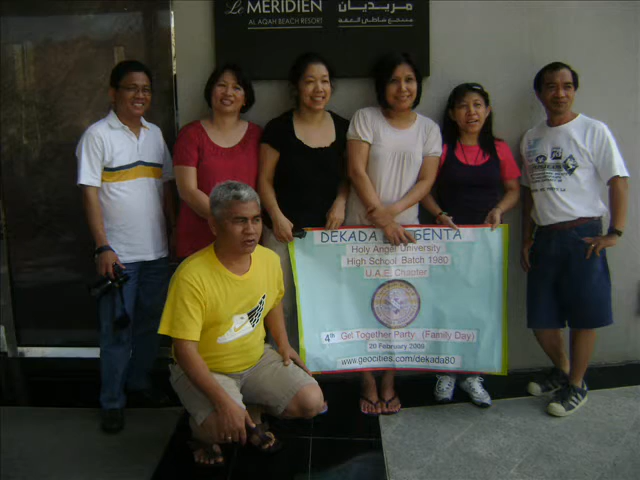 Le MERIDIEN
AL AQAH BEACH RESORT
مريديان
منتجع شاطئ العقة
DEKADA SENTA
Holy Angel University
High School Batch 1980
U.A.E. Chapter
4th Get Together Party (Family Day)
20 February 2009
www.geocities.com/dekada80